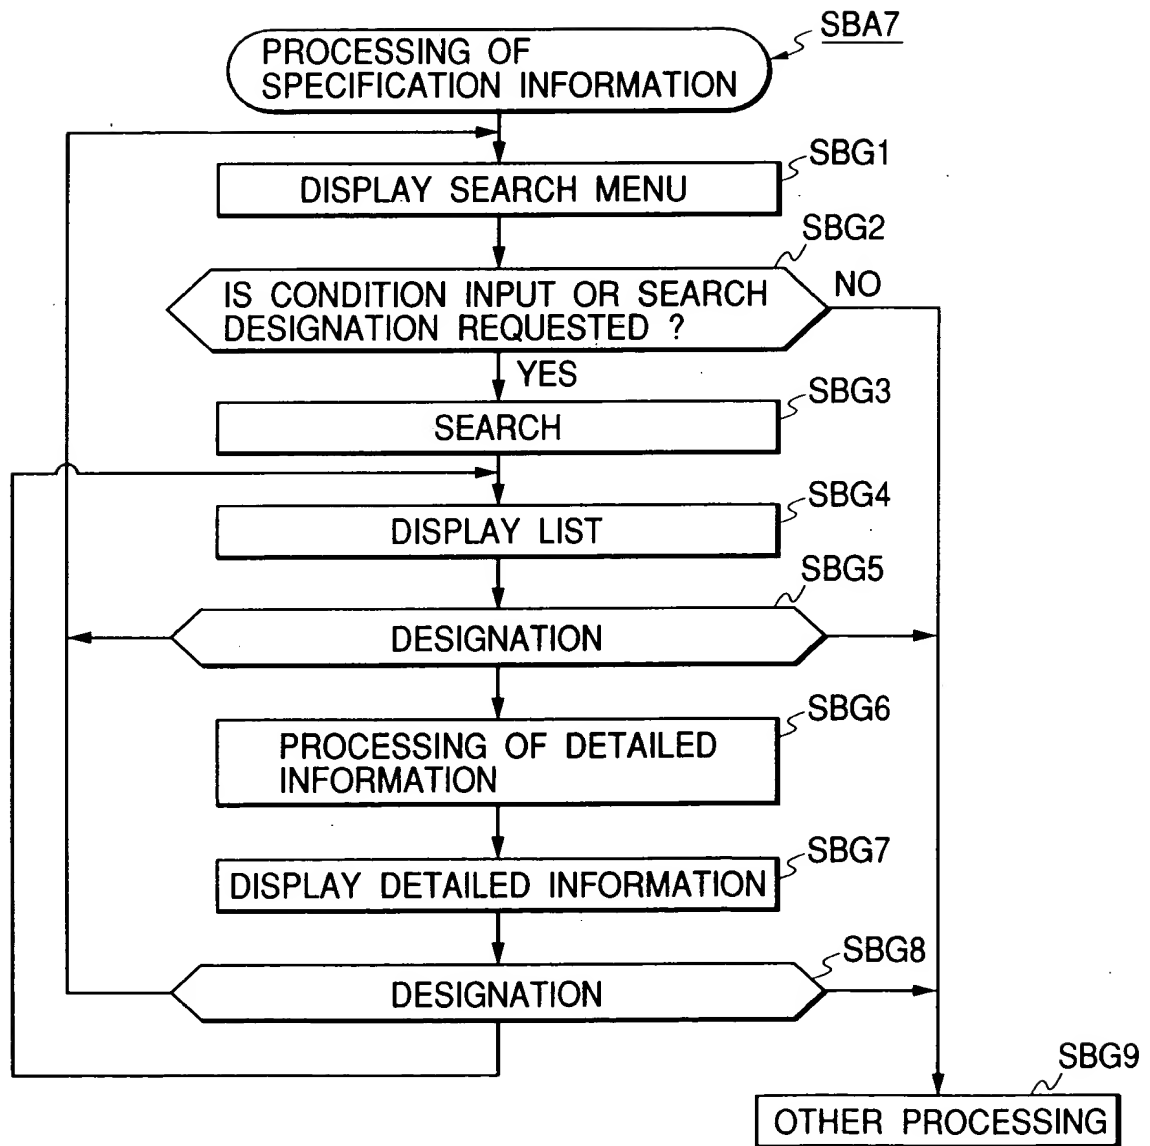 SBA7
PROCESSING OF
SPECIFICATION INFORMATION
SBG1
DISPLAY SEARCH MENU
SBG2
IS CONDITION INPUT OR SEARCH
DESIGNATION REQUESTED ?
NO
YES
SBG3
SEARCH
SBG4
DISPLAY LIST
SBG5
DESIGNATION
SBG6
PROCESSING OF DETAILED
INFORMATION
SBG7
DISPLAY DETAILED INFORMATION
SBG8
DESIGNATION
SBG9
OTHER PROCESSING